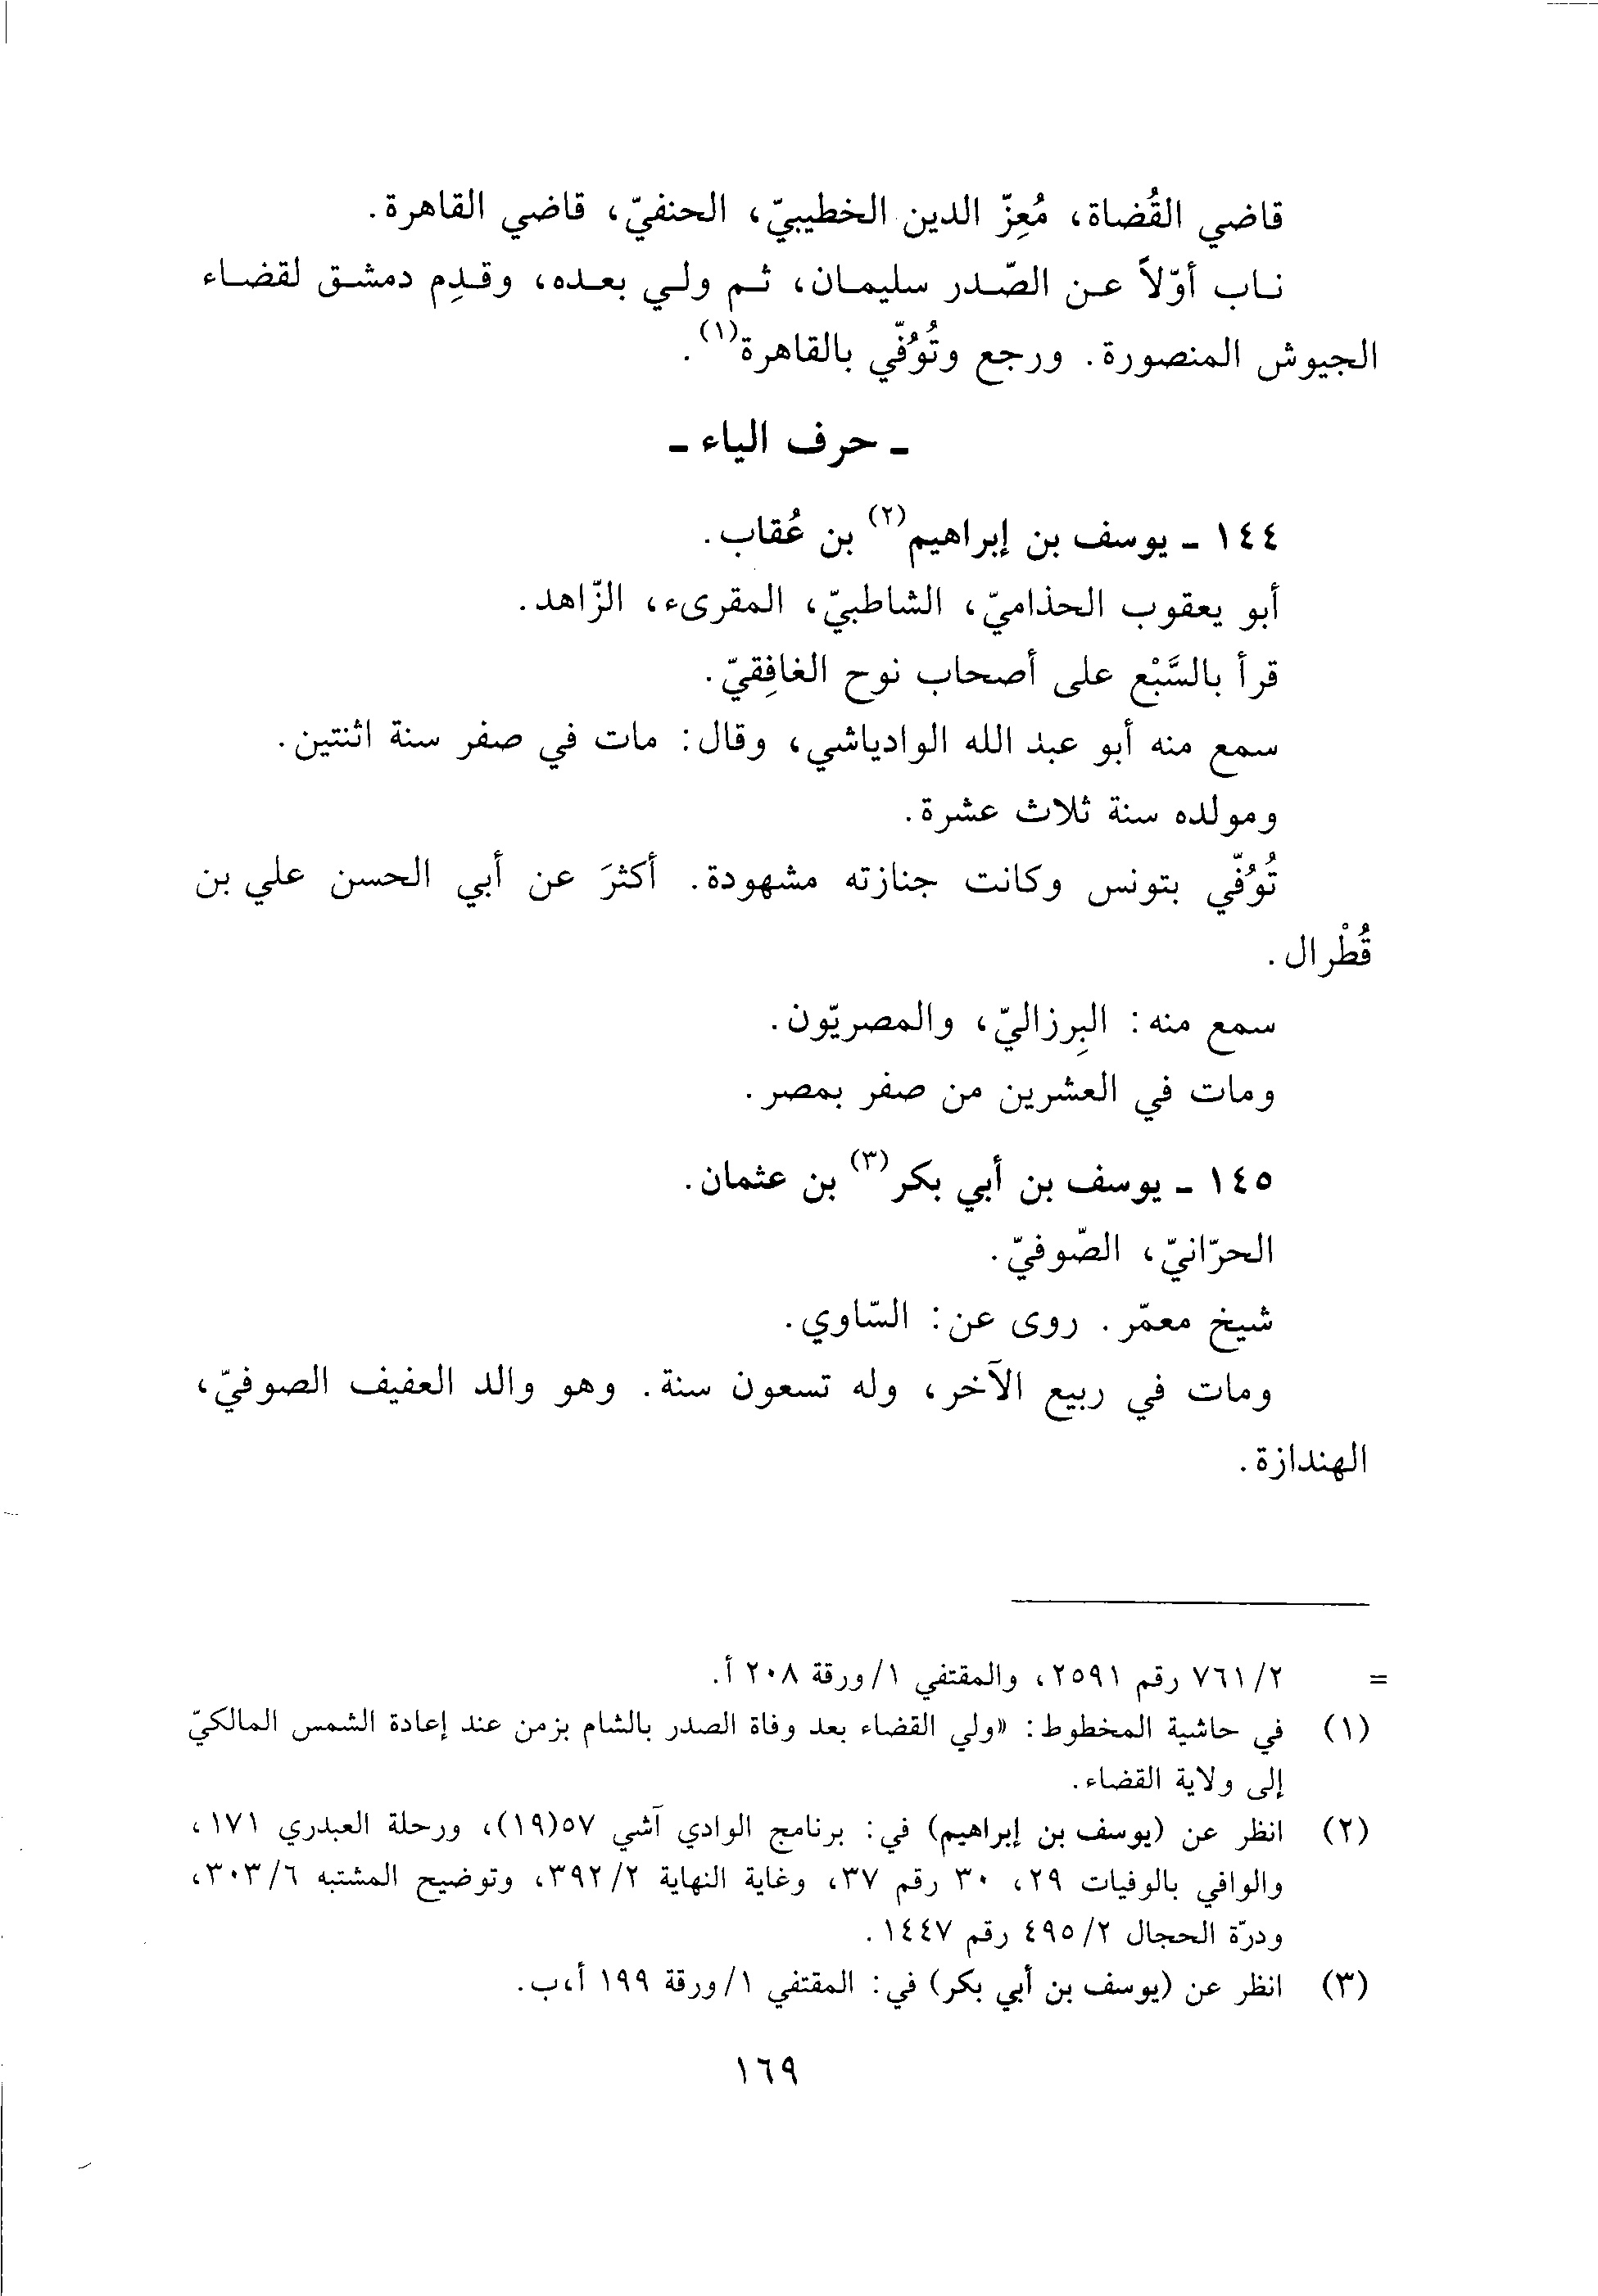 قاضي القُضاة، مُعِزّ الدين الخطيبيّ، الحنفيّ، قاضي القاهرة.
ناب أوّلاً عن الصّدر سليمان، ثم ولي بعده، وقدِم دمشق لقضاء
الجيوش المنصورة. ورجع وتُوُفّي بالقاهرة(١).
ـ حرف الياء ـ
١٤٤ ـ يوسف بن إبراهيم(٢) بن عُقاب.
أبو يعقوب الحذاميّ، الشاطبيّ، المقرىء، الزّاهد.
قرأ بالسَّبْع على أصحاب نوح الغافِقيّ.
سمع منه أبو عبد الله الوادياشي، وقال: مات في صفر سنة اثنتين.
ومولده سنة ثلاث عشرة.
تُوُفّي بتونس وكانت جنازته مشهودة. أكثرَ عن أبي الحسن علي بن
قُطْرال.
سمع منه: البِرزاليّ، والمصريّون.
ومات في العشرين من صفر بمصر.
١٤٥ ـ يوسف بن أبي بكر(٣) بن عثمان.
الحرّانيّ، الصّوفيّ.
شيخ معمّر. روى عن: السّاوي.
ومات في ربيع الآخر، وله تسعون سنة. وهو والد العفيف الصوفيّ،
الهندازة.
= ٧٦١/٢ رقم ٢٥٩١، والمقتفي ١/ورقة ٢٠٨ أ.
(١) في حاشية المخطوط: «ولي القضاء بعد وفاة الصدر بالشام بزمن عند إعادة الشمس المالكيّ
إلى ولاية القضاء.
(٢) انظر عن (يوسف بن إبراهيم) في: برنامج الوادي آشي ٥٧(١٩)، ورحلة العبدري ١٧١،
والوافي بالوفيات ٢٩، ٣٠ رقم ٣٧، وغاية النهاية ٣٩٢/٢، وتوضيح المشتبه ٣٠٣/٦،
ودرّة الحجال ٤٩٥/٢ رقم ١٤٤٧.
(٣) انظر عن (يوسف بن أبي بكر) في: المقتفي ١/ورقة ١٩٩ أ،ب.
١٦٩